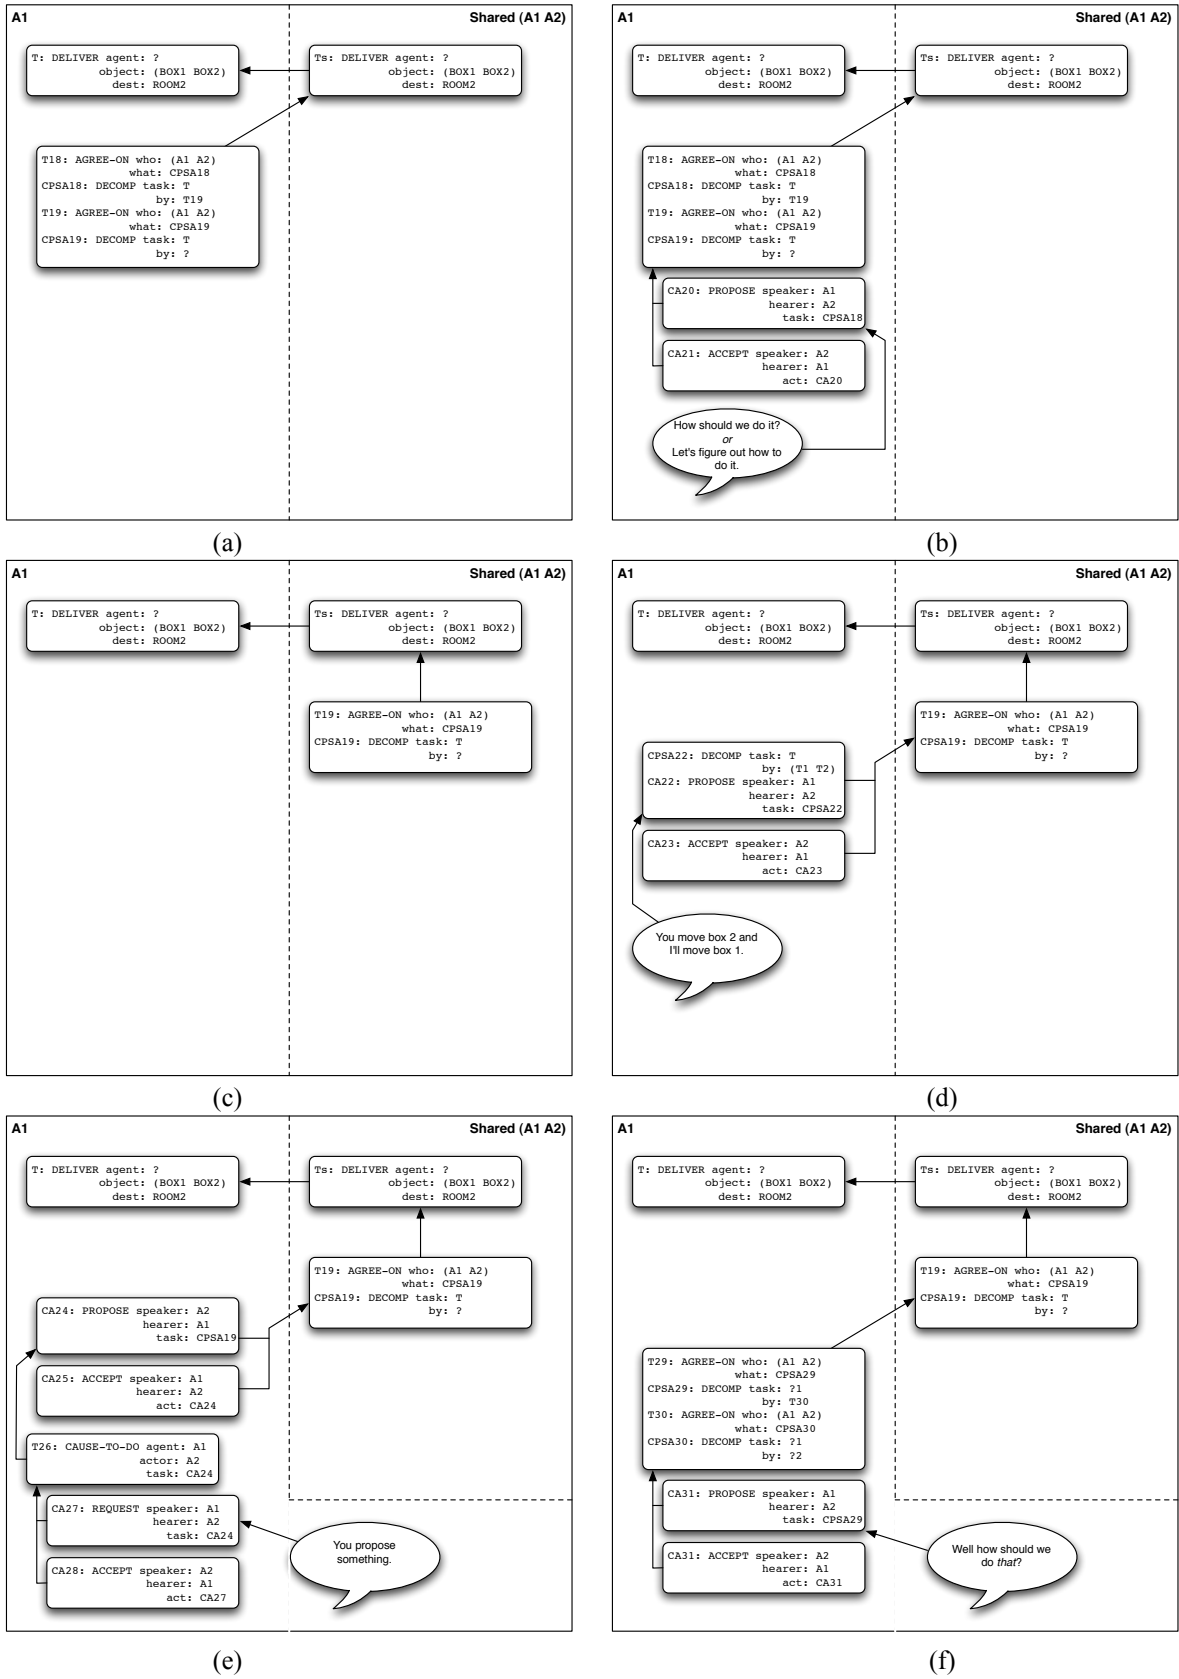 A1
Shared (A1 A2)
T: DELIVER agent: ?
object: (BOX1 BOX2)
dest: ROOM2
Ts: DELIVER agent: ?
object: (BOX1 BOX2)
dest: ROOM2
T18: AGREE-ON who: (A1 A2)
what: CPSA18
CPSA18: DECOMP task: T
by: T19
T19: AGREE-ON who: (A1 A2)
what: CPSA19
CPSA19: DECOMP task: T
by: ?
(a)
A1
Shared (A1 A2)
T: DELIVER agent: ?
object: (BOX1 BOX2)
dest: ROOM2
Ts: DELIVER agent: ?
object: (BOX1 BOX2)
dest: ROOM2
T18: AGREE-ON who: (A1 A2)
what: CPSA18
CPSA18: DECOMP task: T
by: T19
T19: AGREE-ON who: (A1 A2)
what: CPSA19
CPSA19: DECOMP task: T
by: ?
CA20: PROPOSE speaker: A1
hearer: A2
task: CPSA18
CA21: ACCEPT speaker: A2
hearer: A1
act: CA20
How should we do it?
or
Let's figure out how to
do it.
(b)
A1
Shared (A1 A2)
T: DELIVER agent: ?
object: (BOX1 BOX2)
dest: ROOM2
Ts: DELIVER agent: ?
object: (BOX1 BOX2)
dest: ROOM2
T19: AGREE-ON who: (A1 A2)
what: CPSA19
CPSA19: DECOMP task: T
by: ?
(c)
A1
Shared (A1 A2)
T: DELIVER agent: ?
object: (BOX1 BOX2)
dest: ROOM2
Ts: DELIVER agent: ?
object: (BOX1 BOX2)
dest: ROOM2
T19: AGREE-ON who: (A1 A2)
what: CPSA19
CPSA19: DECOMP task: T
by: ?
CPSA22: DECOMP task: T
by: (T1 T2)
CA22: PROPOSE speaker: A1
hearer: A2
task: CPSA22
CA23: ACCEPT speaker: A2
hearer: A1
act: CA23
You move box 2 and
I'll move box 1.
(d)
A1
Shared (A1 A2)
T: DELIVER agent: ?
object: (BOX1 BOX2)
dest: ROOM2
Ts: DELIVER agent: ?
object: (BOX1 BOX2)
dest: ROOM2
T19: AGREE-ON who: (A1 A2)
what: CPSA19
CPSA19: DECOMP task: T
by: ?
CA24: PROPOSE speaker: A2
hearer: A1
task: CPSA19
CA25: ACCEPT speaker: A1
hearer: A2
act: CA24
T26: CAUSE-TO-DO agent: A1
actor: A2
task: CA24
CA27: REQUEST speaker: A1
hearer: A2
task: CA24
CA28: ACCEPT speaker: A2
hearer: A1
act: CA27
You propose
something.
(e)
A1
Shared (A1 A2)
T: DELIVER agent: ?
object: (BOX1 BOX2)
dest: ROOM2
Ts: DELIVER agent: ?
object: (BOX1 BOX2)
dest: ROOM2
T19: AGREE-ON who: (A1 A2)
what: CPSA19
CPSA19: DECOMP task: T
by: ?
T29: AGREE-ON who: (A1 A2)
what: CPSA29
CPSA29: DECOMP task: ?1
by: T30
T30: AGREE-ON who: (A1 A2)
what: CPSA30
CPSA30: DECOMP task: ?1
by: ?2
CA31: PROPOSE speaker: A1
hearer: A2
task: CPSA29
CA31: ACCEPT speaker: A2
hearer: A1
act: CA31
Well how should we
do that?
(f)